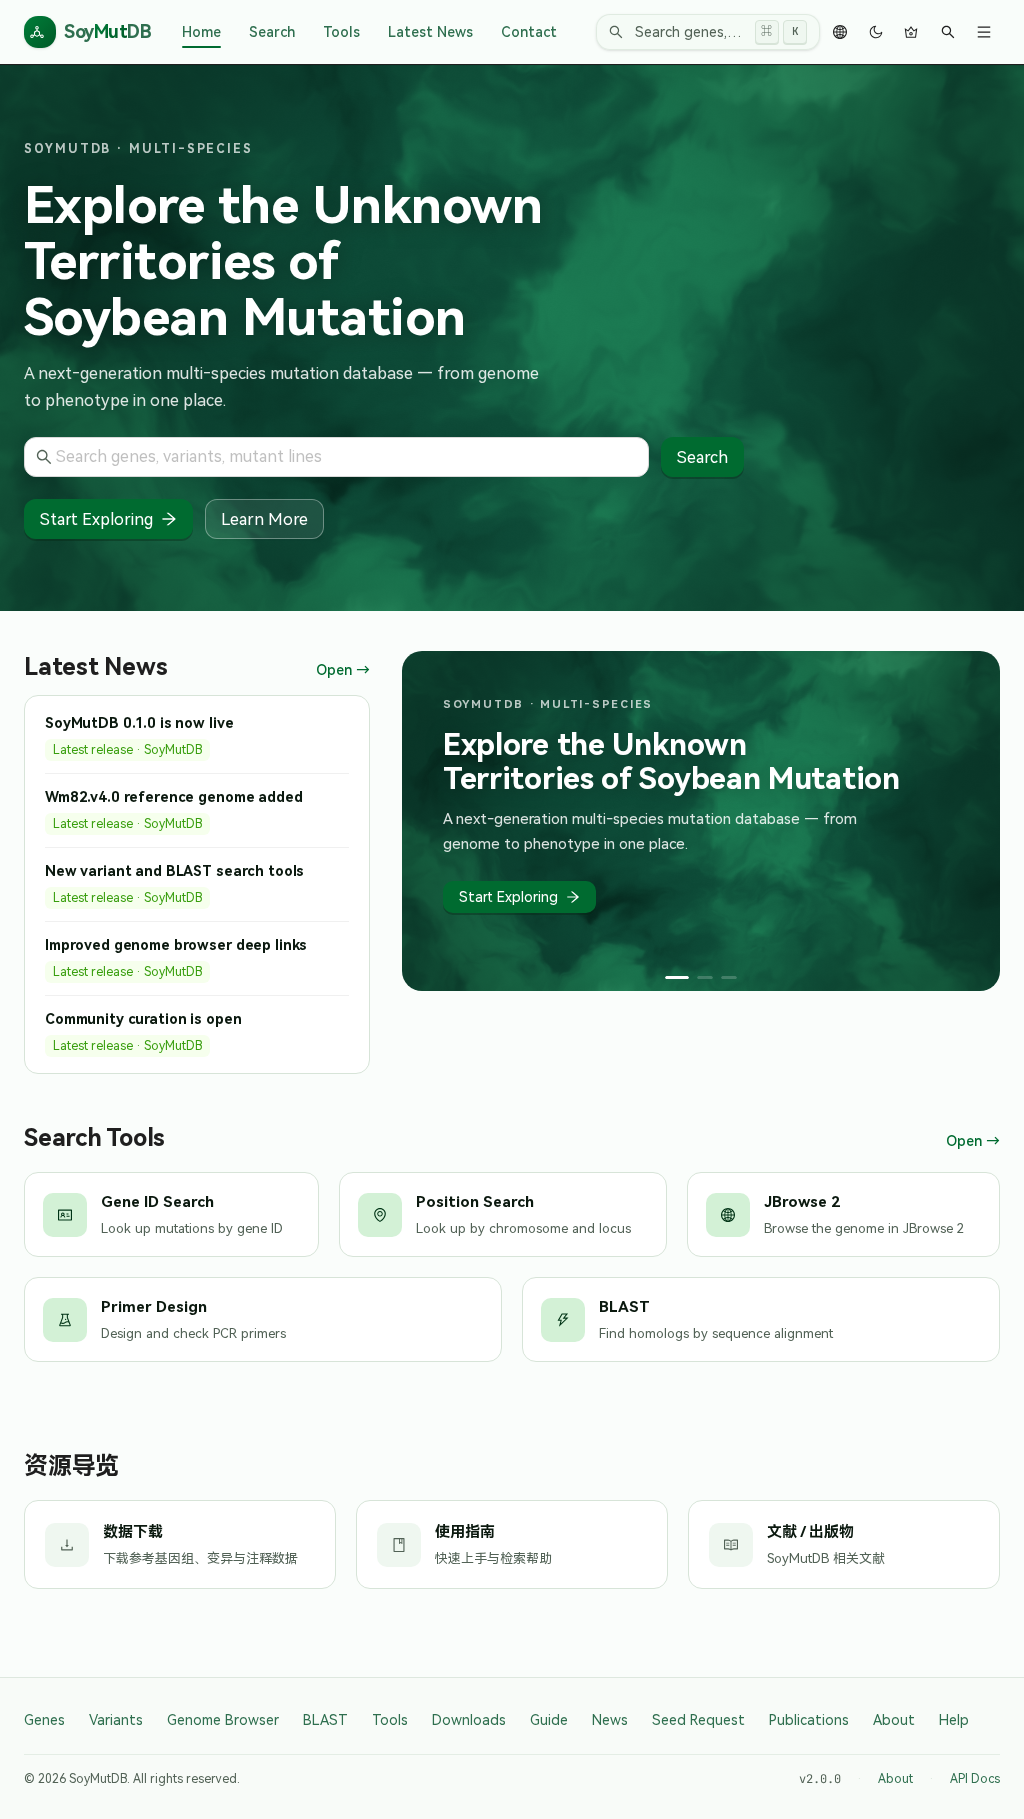 SoyMutDB
Home Search Tools Latest News Contact
Search genes,... ⌘ K
SOYMUTDB · MULTI-SPECIES
Explore the Unknown
Territories of
Soybean Mutation
A next-generation multi-species mutation database — from genome
to phenotype in one place.
Search genes, variants, mutant lines
Search
Start Exploring →
Learn More
Latest News
Open →
SoyMutDB 0.1.0 is now live
Latest release · SoyMutDB
Wm82.v4.0 reference genome added
Latest release · SoyMutDB
New variant and BLAST search tools
Latest release · SoyMutDB
Improved genome browser deep links
Latest release · SoyMutDB
Community curation is open
Latest release · SoyMutDB
SOYMUTDB · MULTI-SPECIES
Explore the Unknown
Territories of Soybean Mutation
A next-generation multi-species mutation database — from
genome to phenotype in one place.
Start Exploring →
Search Tools
Open →
Gene ID Search
Look up mutations by gene ID
Position Search
Look up by chromosome and locus
JBrowse 2
Browse the genome in JBrowse 2
Primer Design
Design and check PCR primers
BLAST
Find homologs by sequence alignment
资源导览
数据下载
下载参考基因组、变异与注释数据
使用指南
快速上手与检索帮助
文献 / 出版物
SoyMutDB 相关文献
Genes Variants Genome Browser BLAST Tools Downloads Guide News Seed Request Publications About Help
© 2026 SoyMutDB. All rights reserved.
v2.0.0 About API Docs